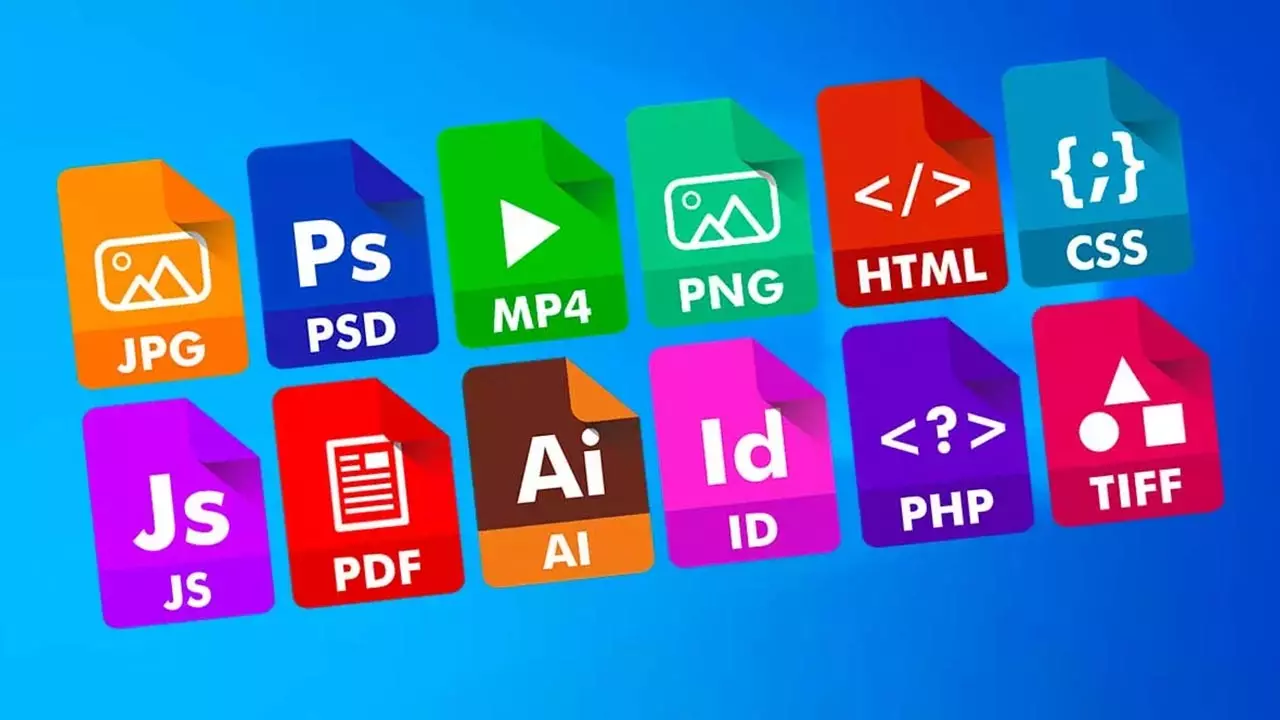 JPG
Ps
PSD
MP4
PNG
</>
HTML
{;}
CSS
Js
JS
PDF
Ai
AI
Id
ID
<?>
PHP
TIFF